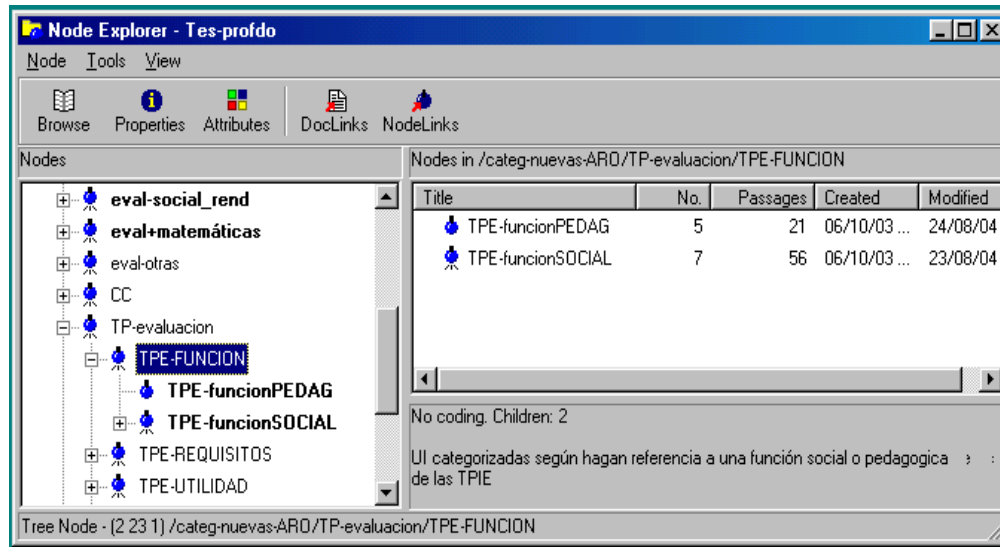 Node Explorer - Tes-profdo
Node Tools View
Browse Properties Attributes DocLinks NodeLinks
Nodes
eval-social_rend
eval+matemáticas
eval-otras
CC
TP-evaluacion
TPE-FUNCION
TPE-funcionPEDAG
TPE-funcionSOCIAL
TPE-REQUISITOS
TPE-UTILIDAD
Nodes in /categ-nuevas-ARO/TP-evaluacion/TPE-FUNCION
Title No. Passages Created Modified
TPE-funcionPEDAG 5 21 06/10/03 ... 24/08/04
TPE-funcionSOCIAL 7 56 06/10/03 ... 23/08/04
No coding. Children: 2
UI categorizadas según hagan referencia a una función social o pedagogica
de las TPIE
Tree Node - (2 23 1) /categ-nuevas-ARO/TP-evaluacion/TPE-FUNCION